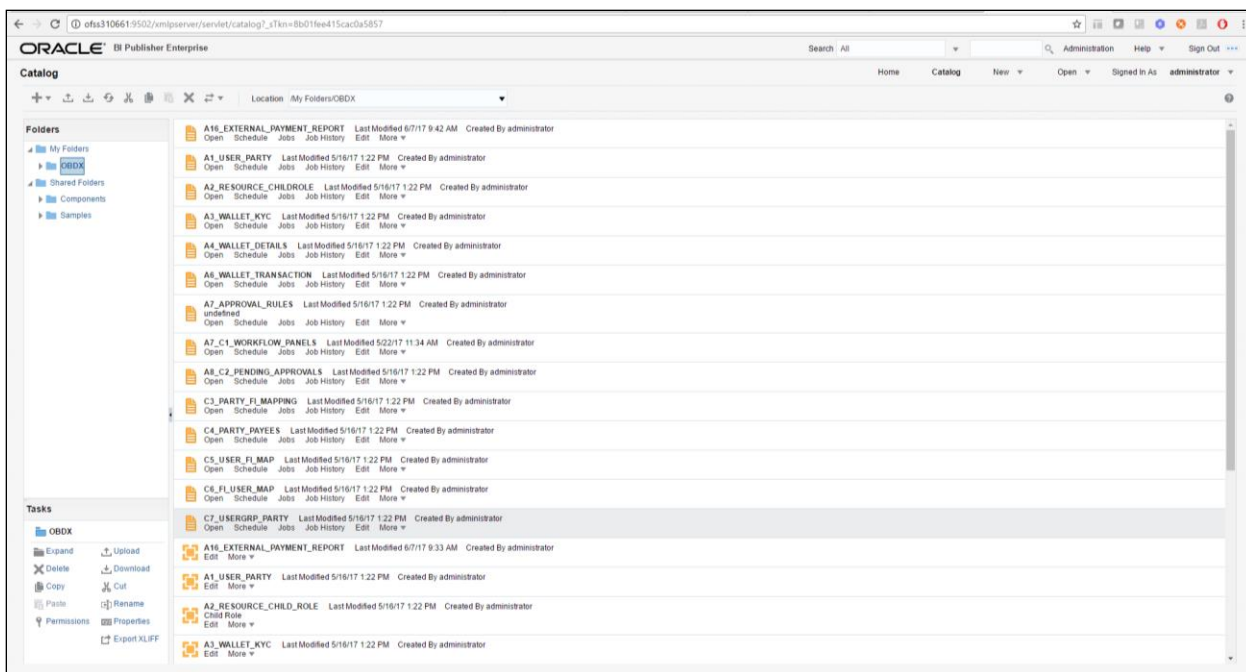 ofss310661:9502/xmlpserver/servlet/catalog?_sTkn=8b01fee415cac0a5857
ORACLE BI Publisher Enterprise
Search All
Administration Help Sign Out
Catalog
Home Catalog New Open Signed In As administrator
Location /My Folders/OBDX
Folders
My Folders
OBDX
Shared Folders
Components
Samples
A16_EXTERNAL_PAYMENT_REPORT Last Modified 6/7/17 9:42 AM Created By administrator
Open Schedule Jobs Job History Edit More
A1_USER_PARTY Last Modified 5/16/17 1:22 PM Created By administrator
Open Schedule Jobs Job History Edit More
A2_RESOURCE_CHILDROLE Last Modified 5/16/17 1:22 PM Created By administrator
Open Schedule Jobs Job History Edit More
A3_WALLET_KYC Last Modified 5/16/17 1:22 PM Created By administrator
Open Schedule Jobs Job History Edit More
A4_WALLET_DETAILS Last Modified 5/16/17 1:22 PM Created By administrator
Open Schedule Jobs Job History Edit More
A6_WALLET_TRANSACTION Last Modified 5/16/17 1:22 PM Created By administrator
Open Schedule Jobs Job History Edit More
A7_APPROVAL_RULES Last Modified 5/16/17 1:22 PM Created By administrator
undefined
Open Schedule Jobs Job History Edit More
A7_C1_WORKFLOW_PANELS Last Modified 5/22/17 11:34 AM Created By administrator
Open Schedule Jobs Job History Edit More
A8_C2_PENDING_APPROVALS Last Modified 5/16/17 1:22 PM Created By administrator
Open Schedule Jobs Job History Edit More
C3_PARTY_FI_MAPPING Last Modified 5/16/17 1:22 PM Created By administrator
Open Schedule Jobs Job History Edit More
C4_PARTY_PAYEES Last Modified 5/16/17 1:22 PM Created By administrator
Open Schedule Jobs Job History Edit More
C5_USER_FI_MAP Last Modified 5/16/17 1:22 PM Created By administrator
Open Schedule Jobs Job History Edit More
C6_FI_USER_MAP Last Modified 5/16/17 1:22 PM Created By administrator
Open Schedule Jobs Job History Edit More
C7_USERGRP_PARTY Last Modified 5/16/17 1:22 PM Created By administrator
Open Schedule Jobs Job History Edit More
A16_EXTERNAL_PAYMENT_REPORT Last Modified 6/7/17 9:33 AM Created By administrator
Edit More
A1_USER_PARTY Last Modified 5/16/17 1:22 PM Created By administrator
Edit More
A2_RESOURCE_CHILD_ROLE Last Modified 5/16/17 1:22 PM Created By administrator
Child Role
Edit More
A3_WALLET_KYC Last Modified 5/16/17 1:22 PM Created By administrator
Edit More
Tasks
OBDX
Expand Upload
Delete Download
Copy Cut
Paste Rename
Permissions Properties
Export XLIFF